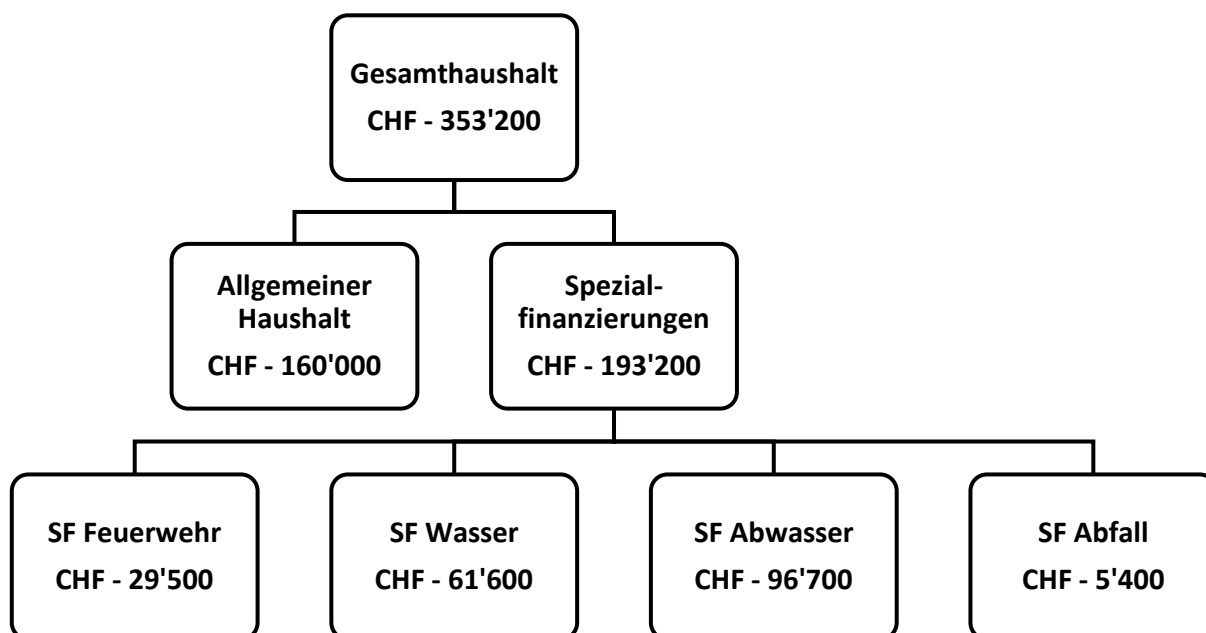 Gesamthaushalt
CHF - 353'200
Allgemeiner
Haushalt
CHF - 160'000
Spezial-
finanzierungen
CHF - 193'200
SF Feuerwehr
CHF - 29'500
SF Wasser
CHF - 61'600
SF Abwasser
CHF - 96'700
SF Abfall
CHF - 5'400